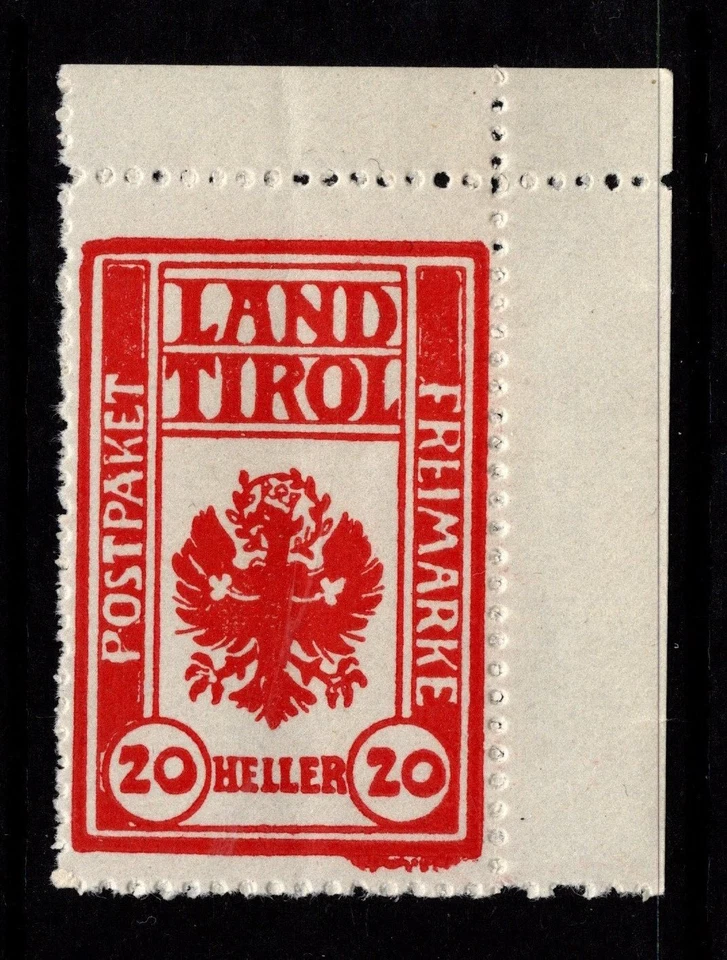 LAND
TIROL
POSTPAKET
FREIMARKE
20 HELLER 20